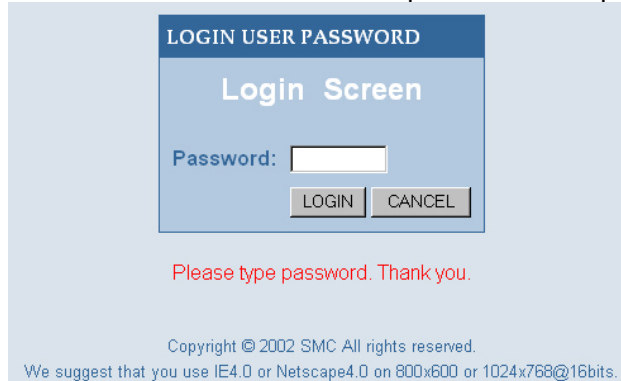 LOGIN USER PASSWORD
Login Screen
Password:
LOGIN CANCEL
Please type password. Thank you.
Copyright © 2002 SMC All rights reserved.
We suggest that you use IE4.0 or Netscape4.0 on 800x600 or 1024x768@16bits.